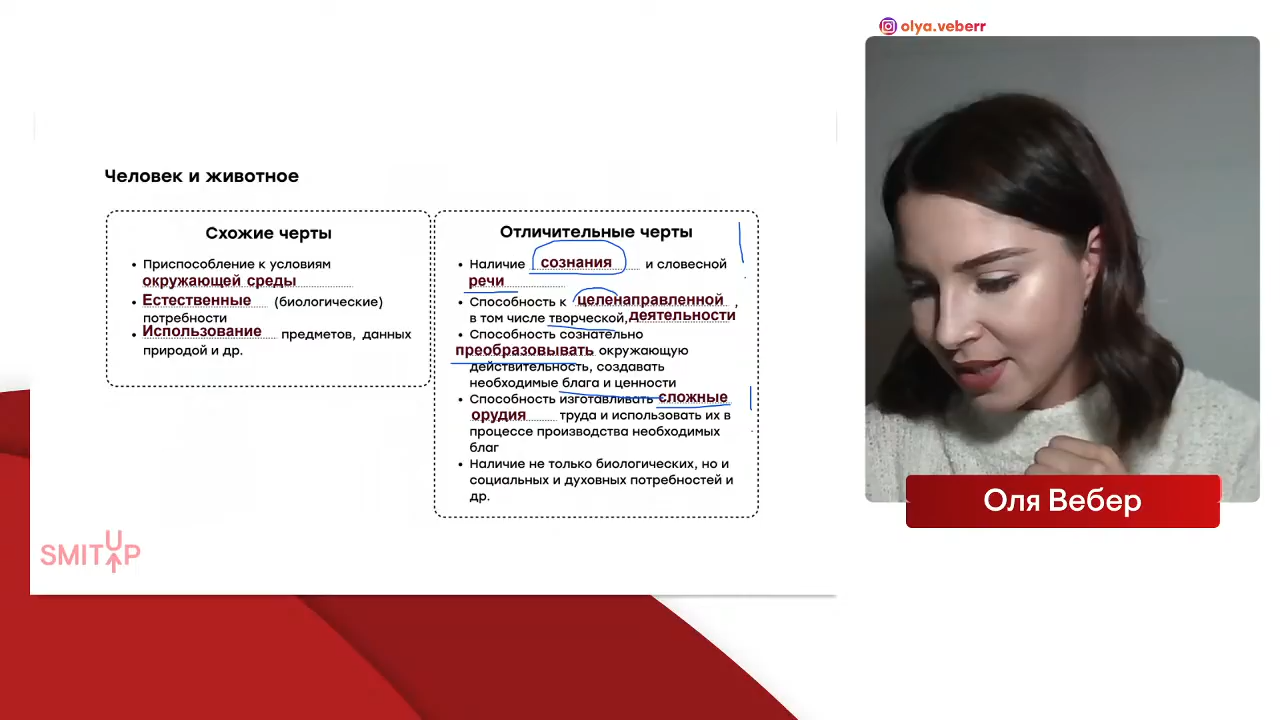 olya.veberr
Человек и животное
Схожие черты
• Приспособление к условиям
окружающей среды
• Естественные (биологические)
потребности
• Использование предметов, данных
природой и др.
Отличительные черты
• Наличие сознания и словесной
речи
• Способность к целенаправленной ,
в том числе творческой, деятельности
• Способность сознательно
преобразовывать окружающую
действительность, создавать
необходимые блага и ценности
• Способность изготавливать сложные
орудия труда и использовать их в
процессе производства необходимых
благ
• Наличие не только биологических, но и
социальных и духовных потребностей и
др.
SMITUP
Оля Вебер